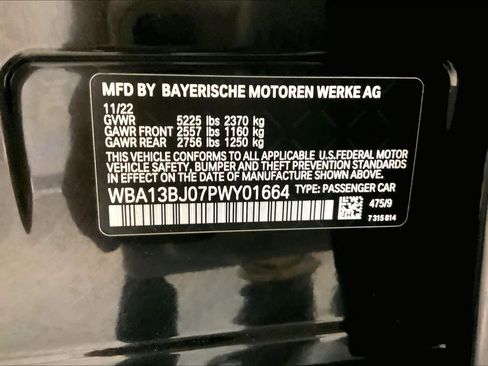 MFD BY BAYERISCHE MOTOREN WERKE AG
11/22
GVWR 5225 lbs 2370 kg
GAWR FRONT 2557 lbs 1160 kg
GAWR REAR 2756 lbs 1250 kg
THIS VEHICLE CONFORMS TO ALL APPLICABLE U.S.FEDERAL MOTOR
VEHICLE SAFETY, BUMPER AND THEFT PREVENTION STANDARDS IN
EFFECT ON THE DATE OF MANUFACTURE SHOWN ABOVE.
WBA13BJ07PWY01664 TYPE: PASSENGER CAR
475/9
7 315 814